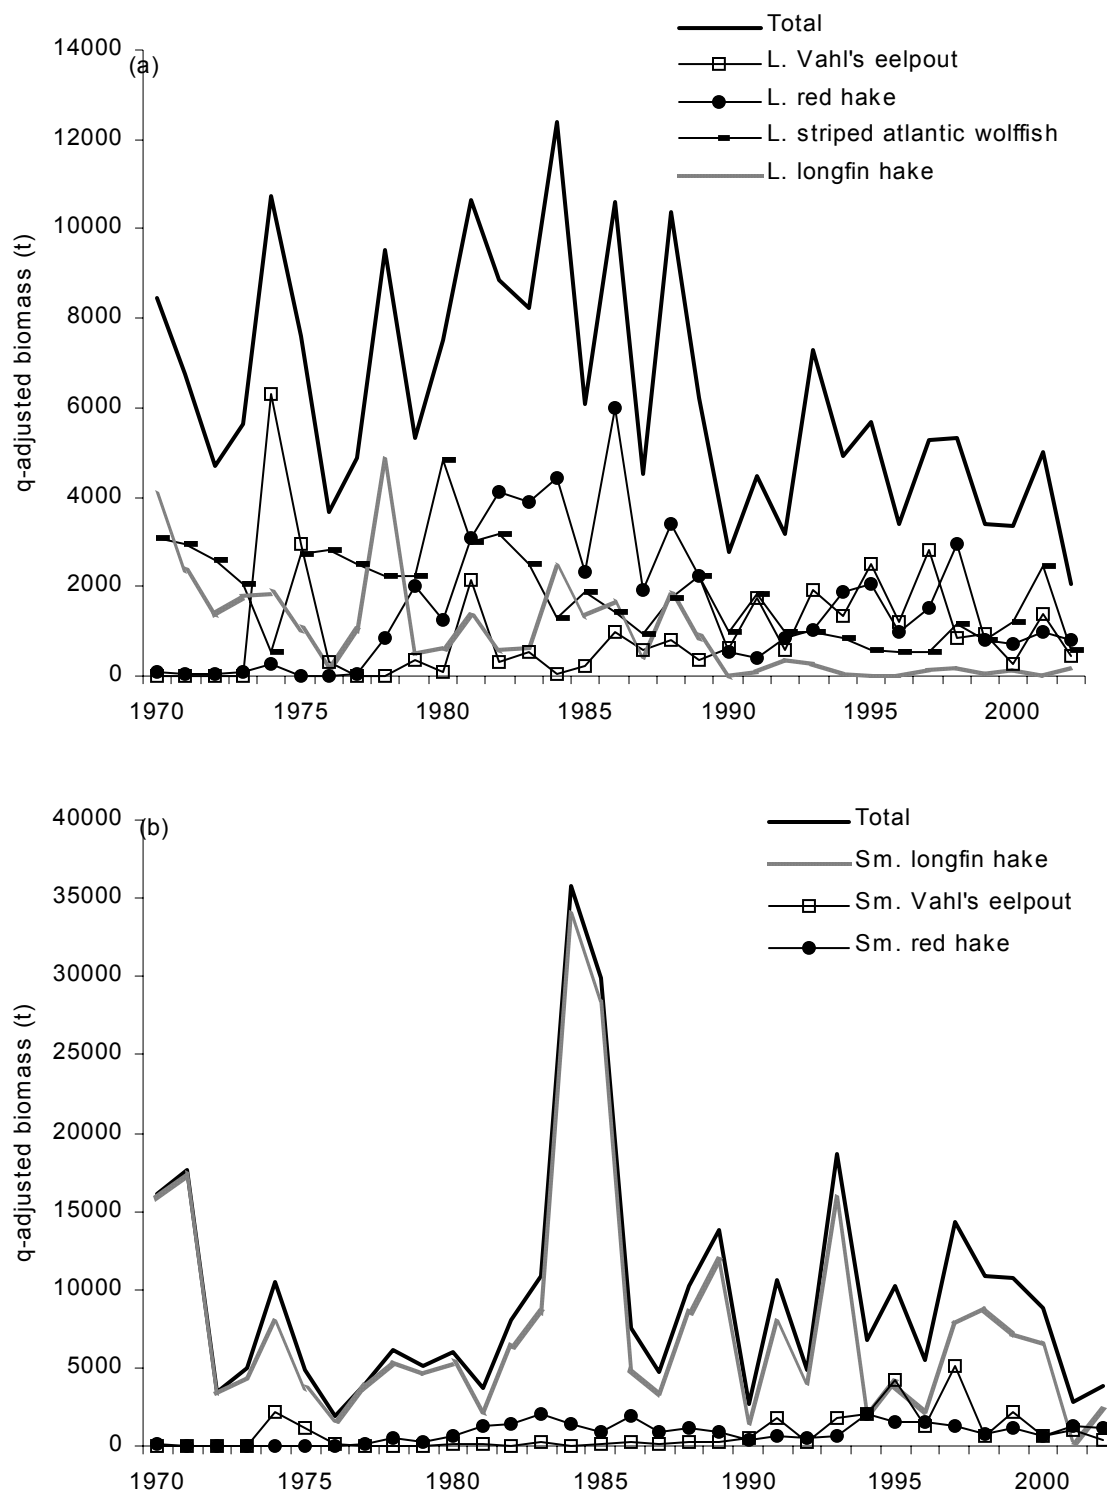 Total
14000
(a)
L. Vahl's eelpout
L. red hake
12000
L. striped atlantic wolffish
L. longfin hake
10000
q-adjusted biomass (t)
8000
6000
4000
2000
0
1970 1975 1980 1985 1990 1995 2000
40000
(b)
Total
Sm. longfin hake
35000
Sm. Vahl's eelpout
Sm. red hake
30000
25000
q-adjusted biomass (t)
20000
15000
10000
5000
0
1970 1975 1980 1985 1990 1995 2000